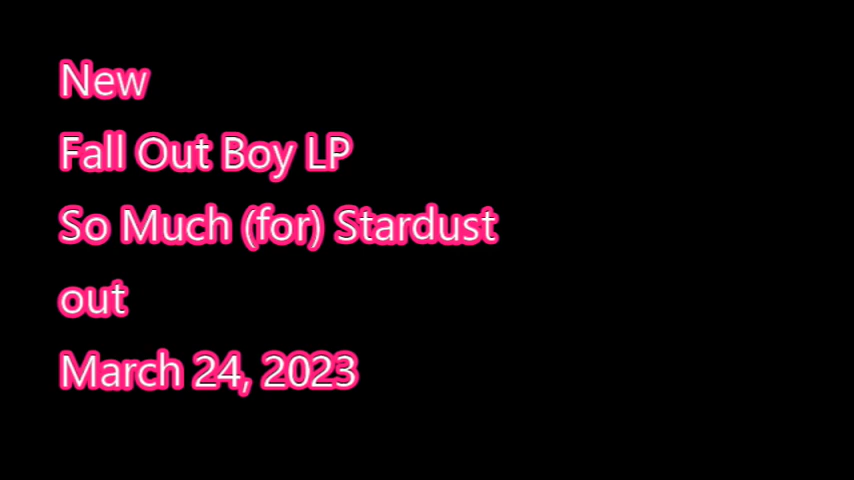 New
Fall Out Boy LP
So Much (for) Stardust
out
March 24, 2023